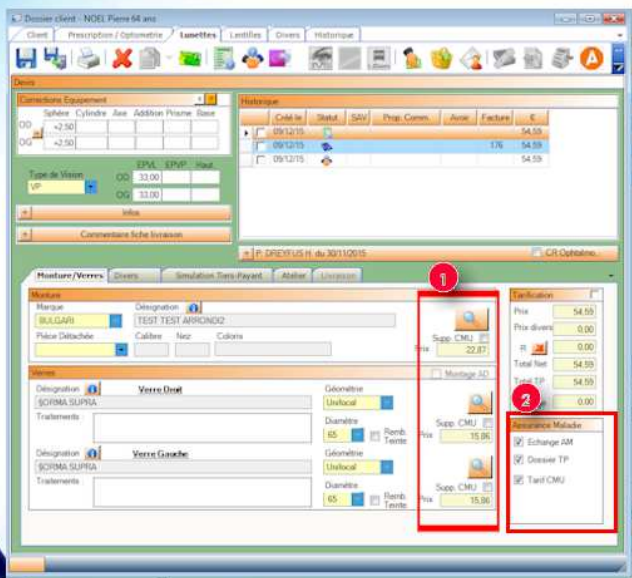 Dossier client - NOEL Pierre 64 ans
Client Prescription / Optometrie Lunettes Lentilles Divers Historique
Devis
Corrections Equipement
Sphère Cylindre Axe Addition Prisme Base
OD +2,50
OG +2,50
EPVL EPVP Haut.
Type de Vision OD 33,00
VP
OG 33,00
Infos
Commentaire fiche livraison
Historique
Créé le Statut SAV Prop. Comm. Avoir Facture €
09/12/15 54,59
09/12/15 176 54,59
09/12/15 54,59
P. DREYFUS H du 30/11/2015 CR Ophtalmo.
Monture/Verres Divers Simulation Tiers-Payant Atelier Livraison
1
Monture
Marque Désignation
BULGARI TEST TEST ARRONDI2
Pièce Détachée Calibre Nez Coloris
Supp. CMU
Prix 22,87
Verres Montage AD
Désignation Verre Droit Géométrie
§ORMA SUPRA Unifocal
Traitements Diamètre Supp. CMU
65 Remb. Teinte Prix 15,86
Désignation Verre Gauche Géométrie
§ORMA SUPRA Unifocal
Traitements Diamètre Supp. CMU
65 Remb. Teinte Prix 15,86
Tarification
Prix 54,59
Prix divers 0,00
R 0,00
Total Net 54,59
Total TP 54,59
0,00
2
Assurance Maladie
Echange AM
Dossier TP
Tarif CMU